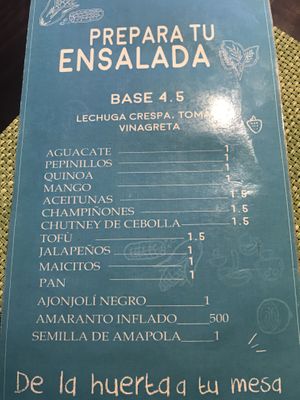 PREPARA TU
ENSALADA
BASE 4.5
LECHUGA CRESPA, TOMA
VINAGRETA
AGUACATE 1
PEPINILLOS 1
QUINOA 1
MANGO 1
ACEITUNAS 1.5
CHAMPIÑONES 1.5
CHUTNEY DE CEBOLLA 1.5
TOFÙ 1.5
JALAPEÑOS 1
MAICITOS 1
PAN 1
AJONJOLÍ NEGRO 1
AMARANTO INFLADO 500
SEMILLA DE AMAPOLA 1
De la huerta a tu mesa